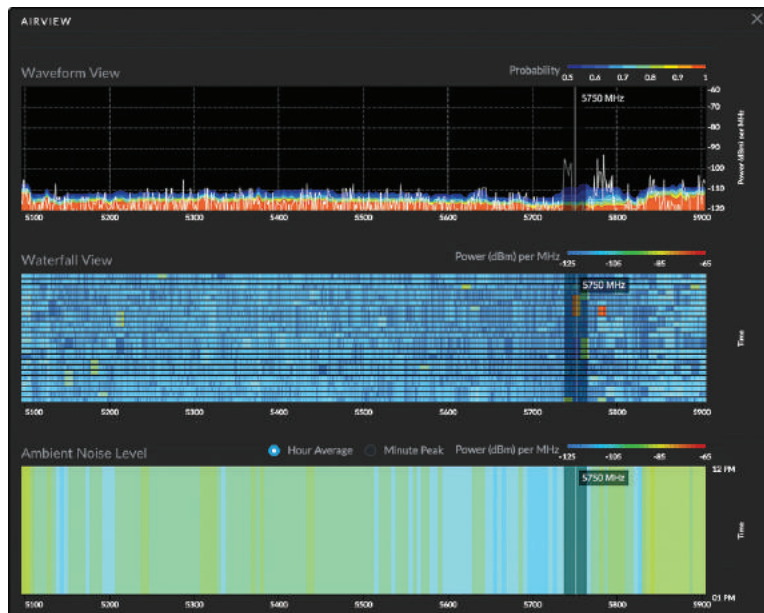 AIRVIEW
Waveform View
Probability
0.5 0.6 0.7 0.8 0.9 1
5750 MHz
-60
-70
-80
-90
-100
-110
-120
Power (dBm) per MHz
5100 5200 5300 5400 5500 5600 5700 5800 5900
Waterfall View
Power (dBm) per MHz
-125 -105 -85 -65
5750 MHz
Time
5100 5200 5300 5400 5500 5600 5700 5800 5900
Ambient Noise Level
Hour Average Minute Peak Power (dBm) per MHz
-125 -105 -85 -65
5750 MHz
12 PM
Time
01 PM
5100 5200 5300 5400 5500 5600 5700 5800 5900